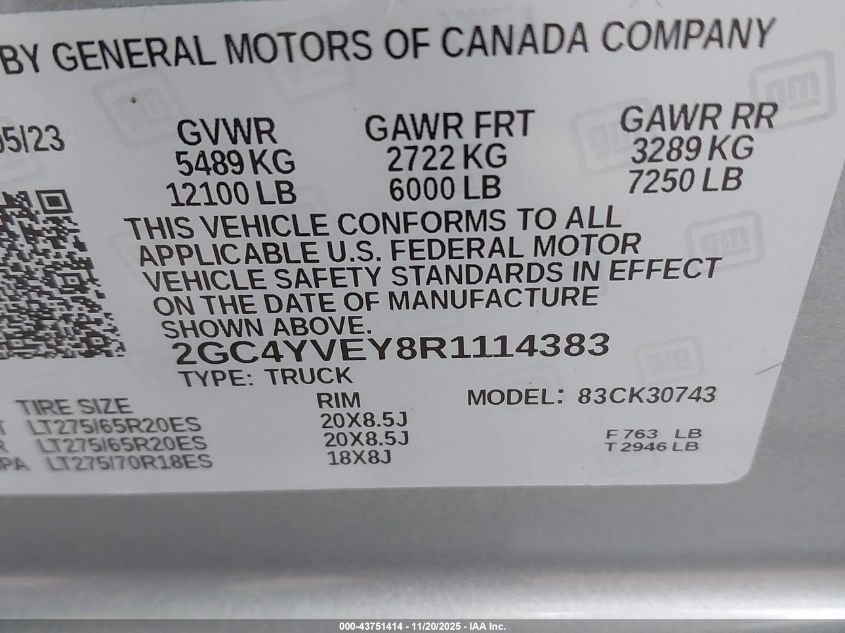 BY GENERAL MOTORS OF CANADA COMPANY
05/23 GVWR GAWR FRT GAWR RR
5489 KG 2722 KG 3289 KG
12100 LB 6000 LB 7250 LB
THIS VEHICLE CONFORMS TO ALL
APPLICABLE U.S. FEDERAL MOTOR
VEHICLE SAFETY STANDARDS IN EFFECT
ON THE DATE OF MANUFACTURE
SHOWN ABOVE.
2GC4YVEY8R1114383
TYPE: TRUCK MODEL: 83CK30743
TIRE SIZE RIM
T LT275/65R20ES 20X8.5J
R LT275/65R20ES 20X8.5J
PA LT275/70R18ES 18X8J
F 763 LB
T 2946 LB
gm
000-43751414 - 11/20/2025 - IAA Inc.